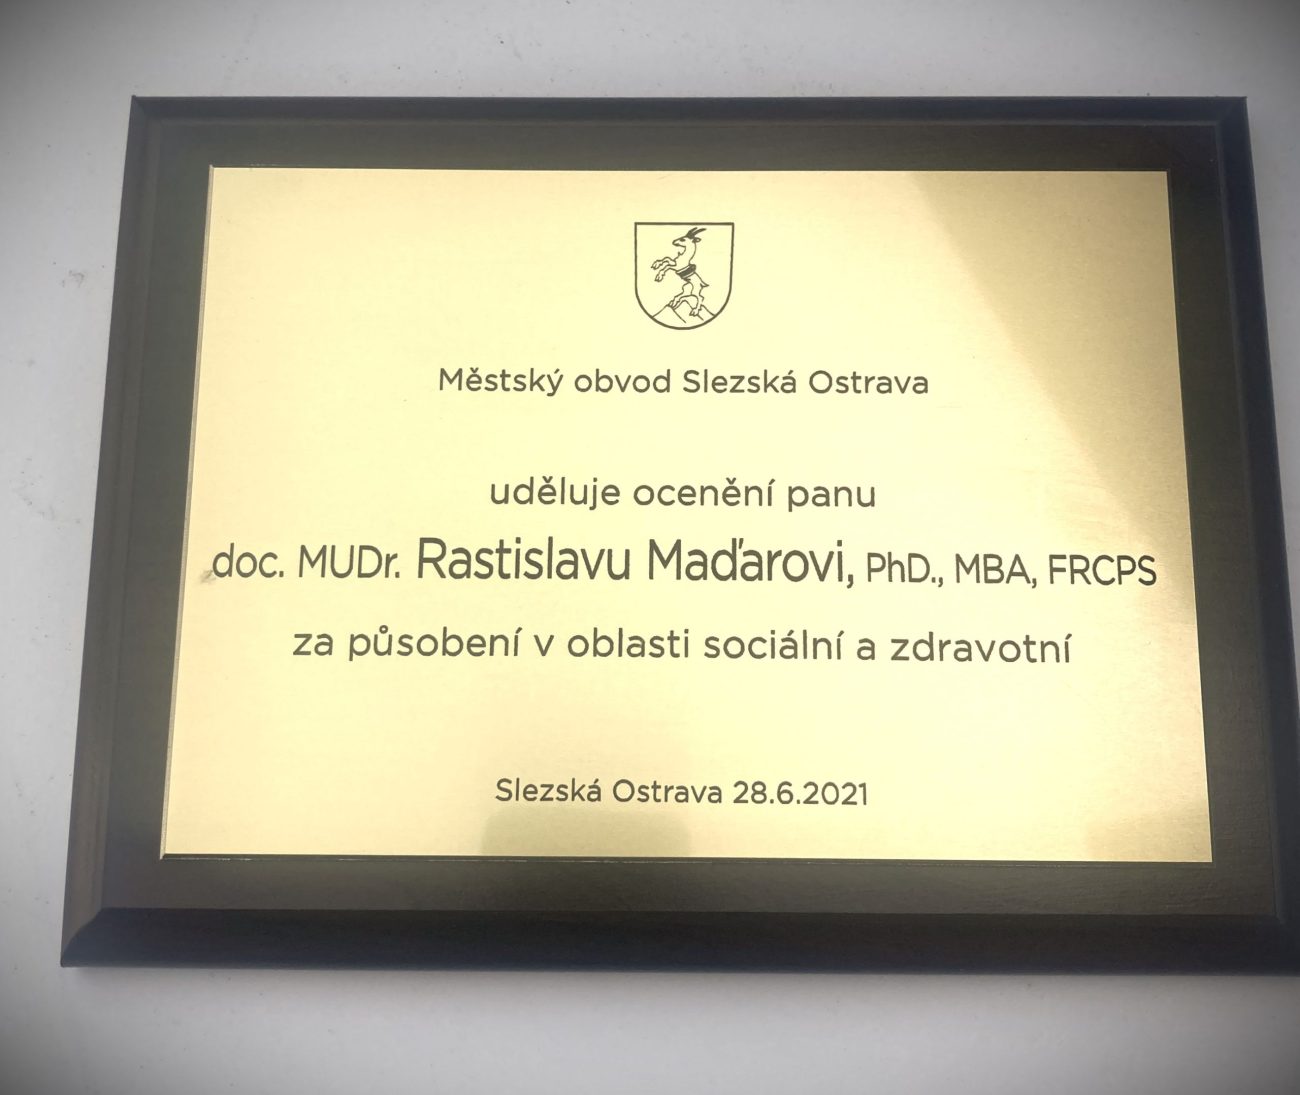 Městský obvod Slezská Ostrava
uděluje ocenění panu
doc. MUDr. Rastislavu Maďarovi, PhD., MBA, FRCPS
za působení v oblasti sociální a zdravotní
Slezská Ostrava 28.6.2021